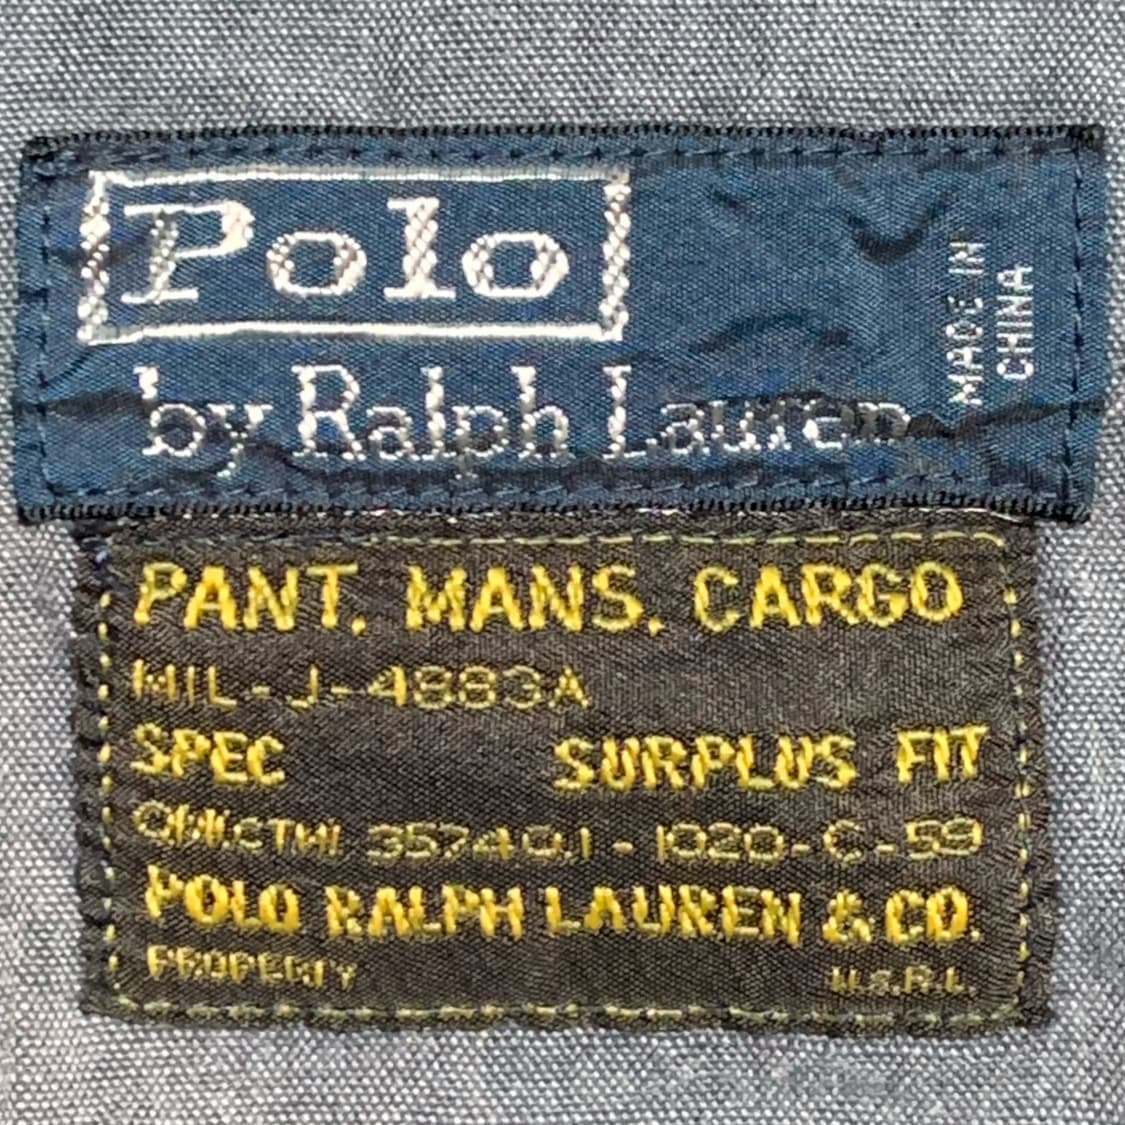 Polo
by Ralph Lauren
MADE IN
CHINA
PANT. MANS. CARGO
MIL-J-4883A
SPEC SURPLUS FIT
357401-1020-C-59
POLO RALPH LAUREN & CO.
PROPERTY U.S.R.L.